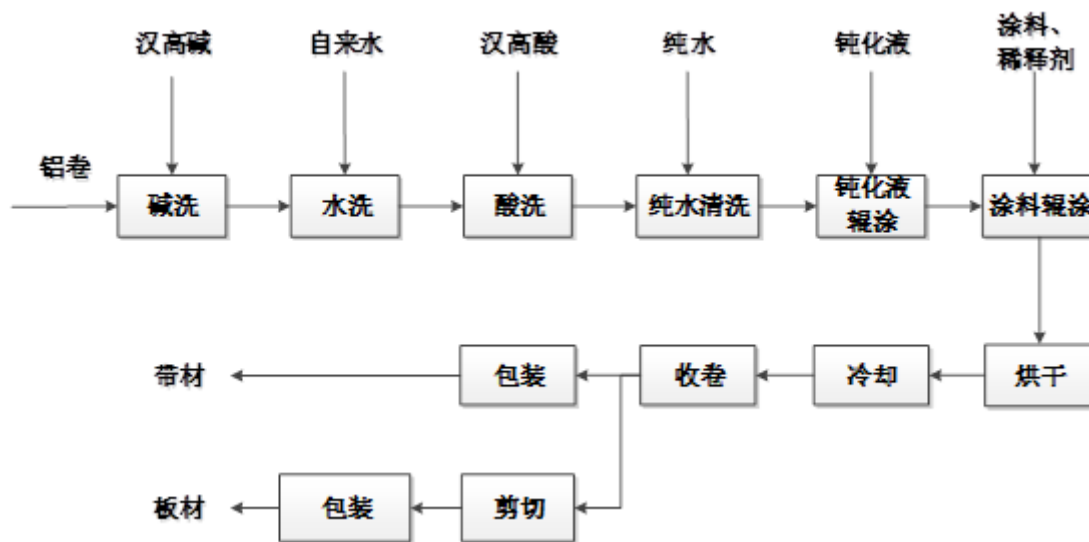 汉高碱
自来水
汉高酸
纯水
钝化液
涂料、
稀释剂
铝卷
碱洗
水洗
酸洗
纯水清洗
钝化液
辊涂
涂料辊涂
带材
包装
收卷
冷却
烘干
板材
包装
剪切